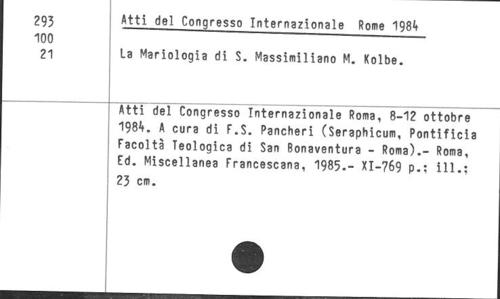 293 Atti del Congresso Internazionale Rome 1984
100
21 La Mariologia di S. Massimiliano M. Kolbe.
Atti del Congresso Internazionale Roma, 8-12 ottobre
1984. A cura di F.S. Pancheri (Seraphicum, Pontificia
Facoltà Teologica di San Bonaventura - Roma).- Roma,
Ed. Miscellanea Francescana, 1985.- XI-769 p.; ill.;
23 cm.